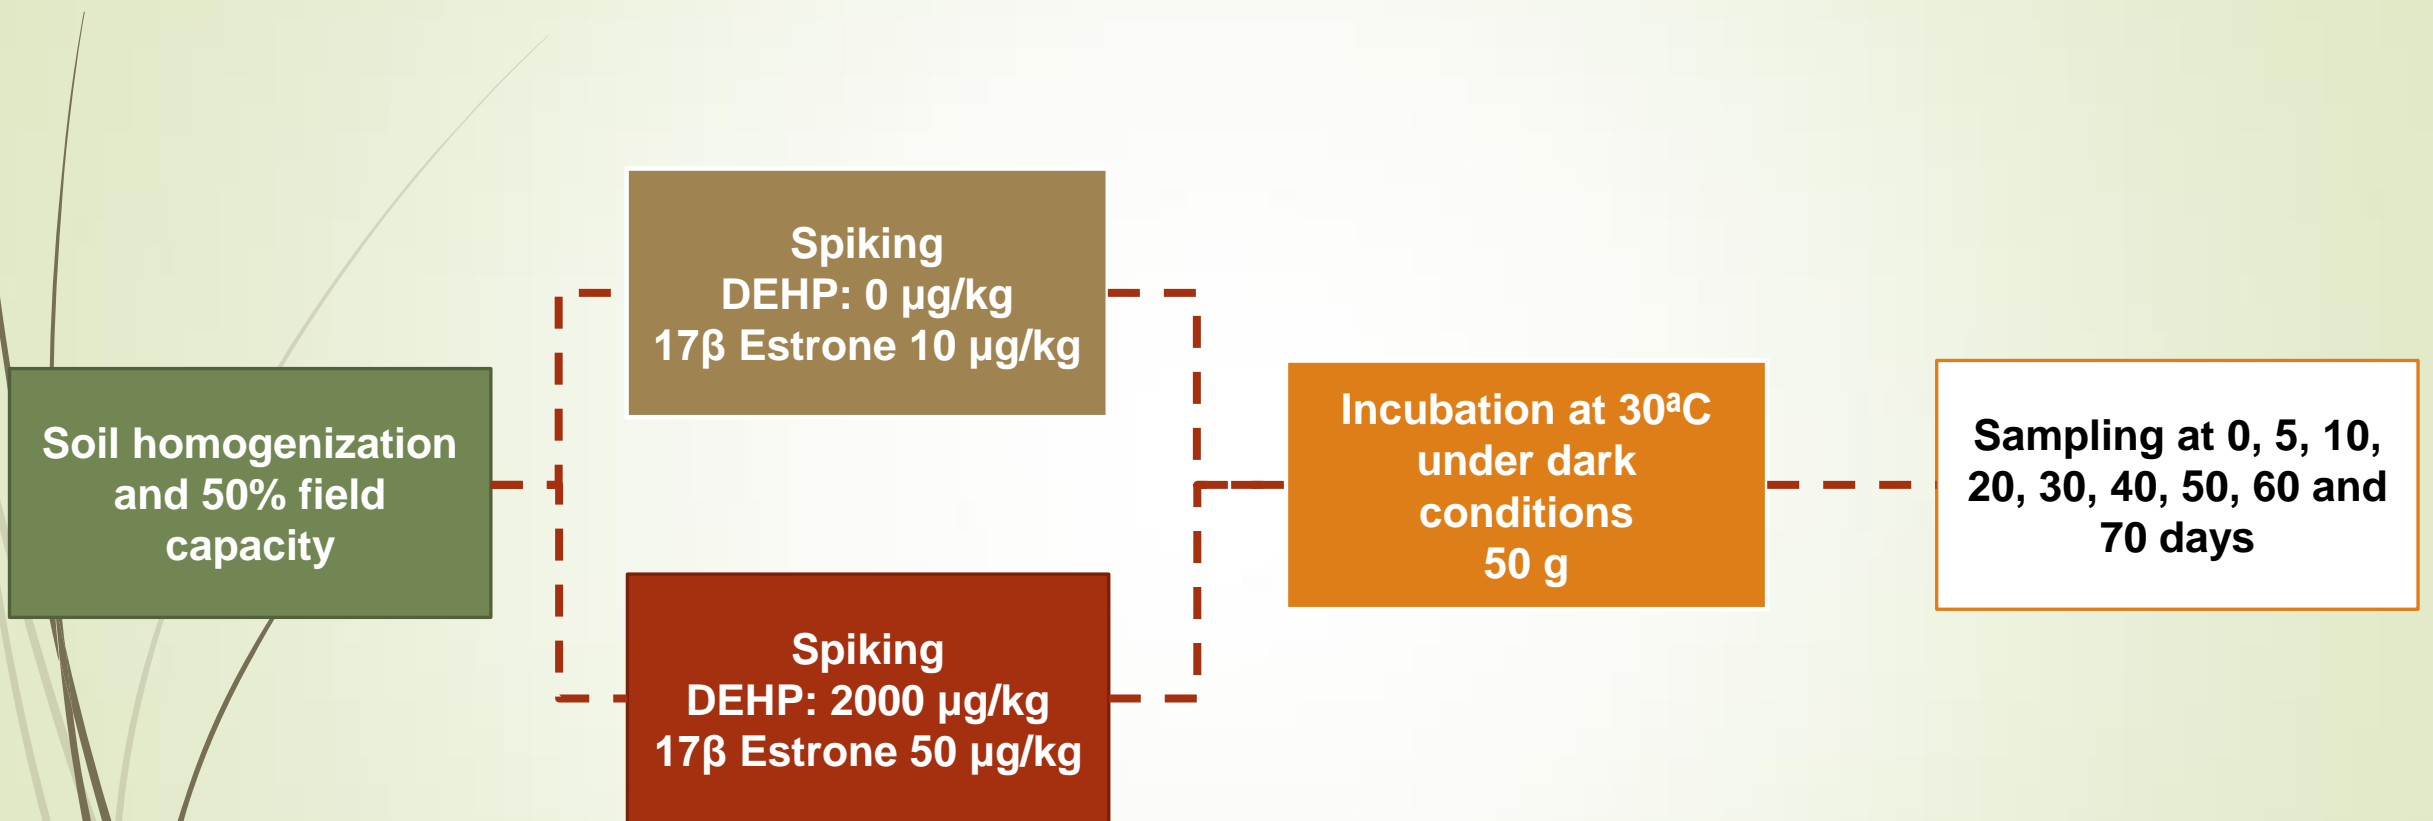 Soil homogenization
and 50% field
capacity
Spiking
DEHP: 0 µg/kg
17β Estrone 10 µg/kg
Spiking
DEHP: 2000 µg/kg
17β Estrone 50 µg/kg
Incubation at 30ªC
under dark
conditions
50 g
Sampling at 0, 5, 10,
20, 30, 40, 50, 60 and
70 days